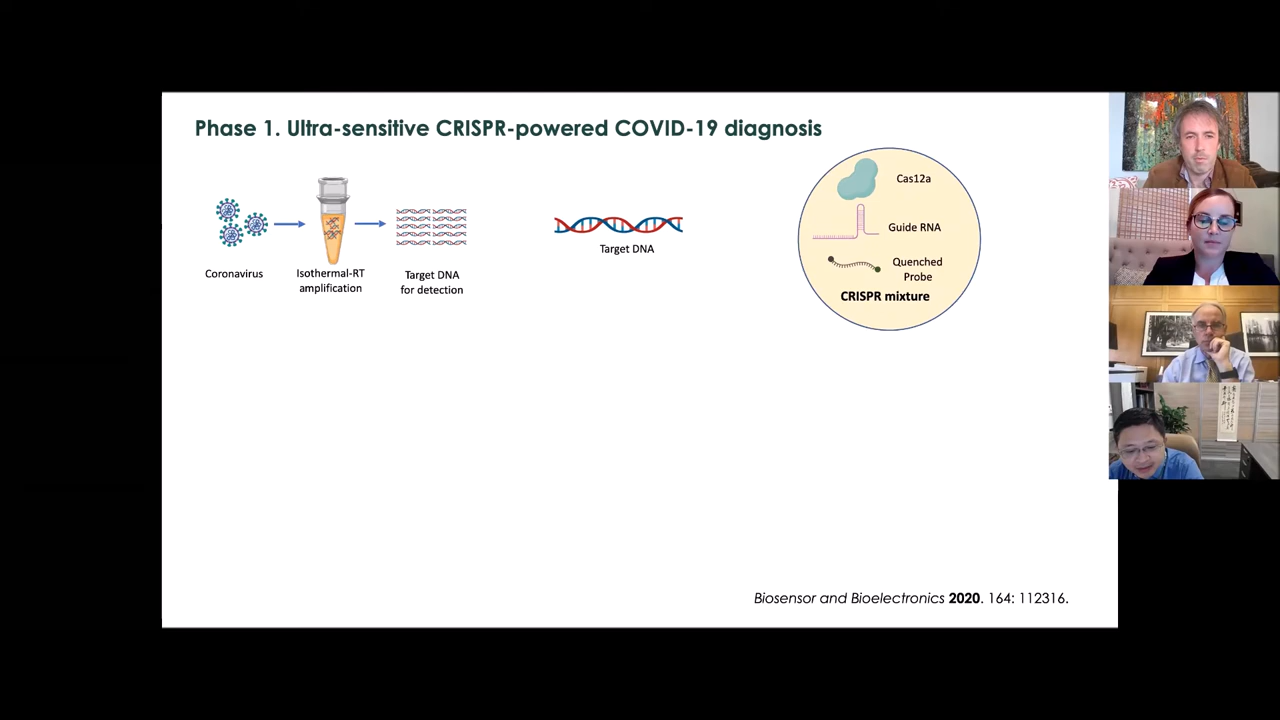 Phase 1. Ultra-sensitive CRISPR-powered COVID-19 diagnosis
Coronavirus
Isothermal-RT
amplification
Target DNA
for detection
Target DNA
Cas12a
Guide RNA
Quenched
Probe
CRISPR mixture
Biosensor and Bioelectronics 2020. 164: 112316.